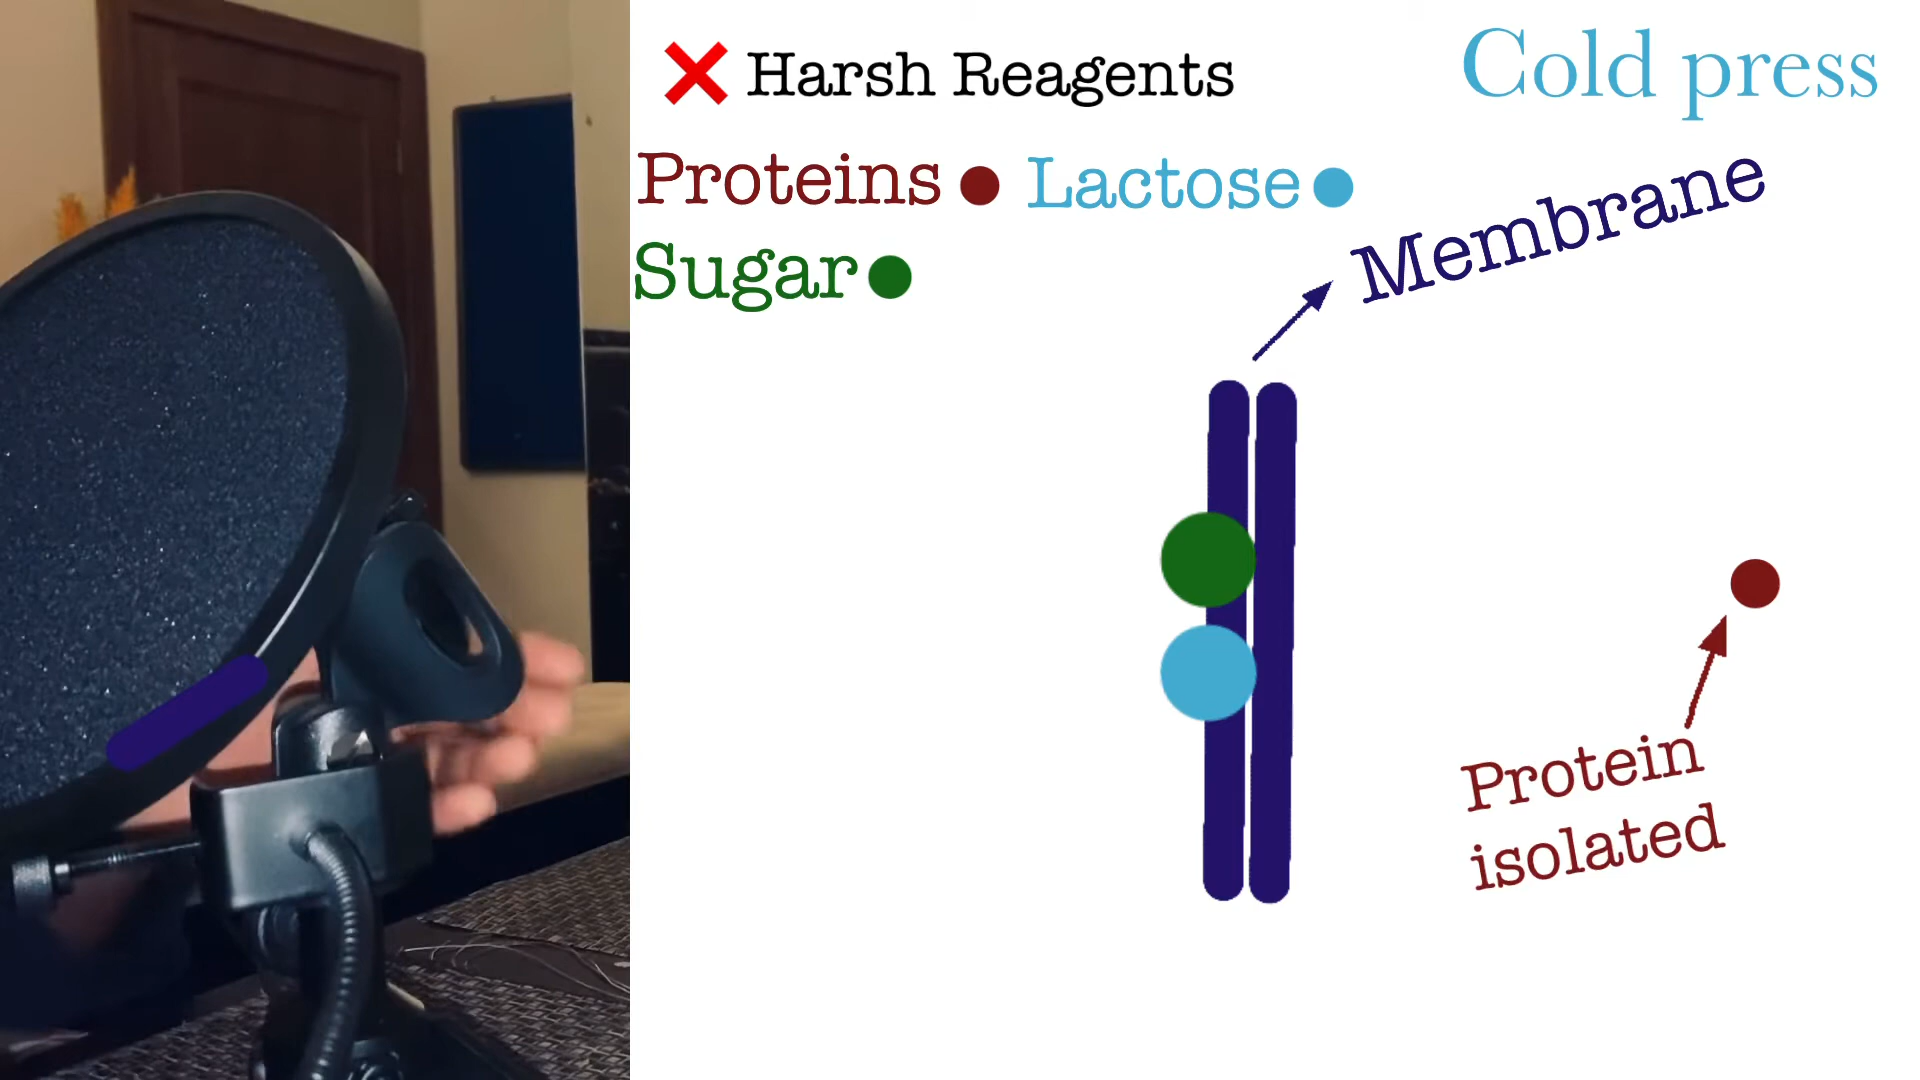 Harsh Reagents
Cold press
Proteins
Lactose
Sugar
Membrane
Protein
isolated